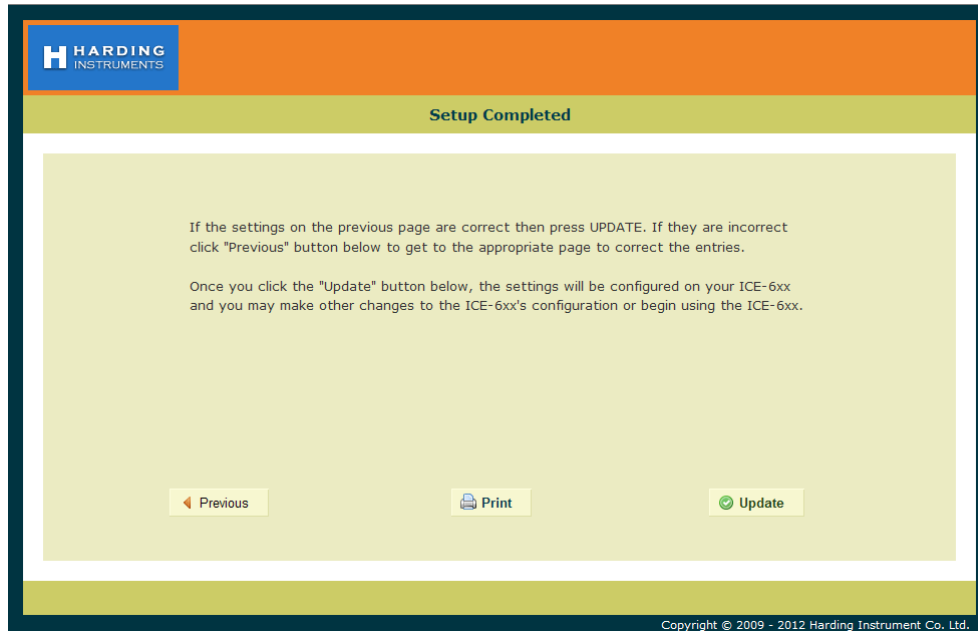 HARDING
INSTRUMENTS
Setup Completed
If the settings on the previous page are correct then press UPDATE. If they are incorrect
click "Previous" button below to get to the appropriate page to correct the entries.
Once you click the "Update" button below, the settings will be configured on your ICE-6xx
and you may make other changes to the ICE-6xx's configuration or begin using the ICE-6xx.
Previous
Print
Update
Copyright © 2009 - 2012 Harding Instrument Co. Ltd.